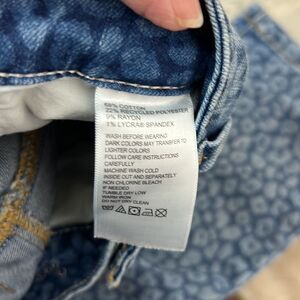 68% COTTON
22% RECYCLED POLYESTER
9% RAYON
1% LYCRA® SPANDEX
WASH BEFORE WEARING
DARK COLORS MAY TRANSFER TO
LIGHTER COLORS
FOLLOW CARE INSTRUCTIONS
CAREFULLY
MACHINE WASH COLD
INSIDE OUT AND SEPARATELY
NON CHLORINE BLEACH
IF NEEDED
TUMBLE DRY LOW
WARM IRON
DO NOT DRY CLEAN